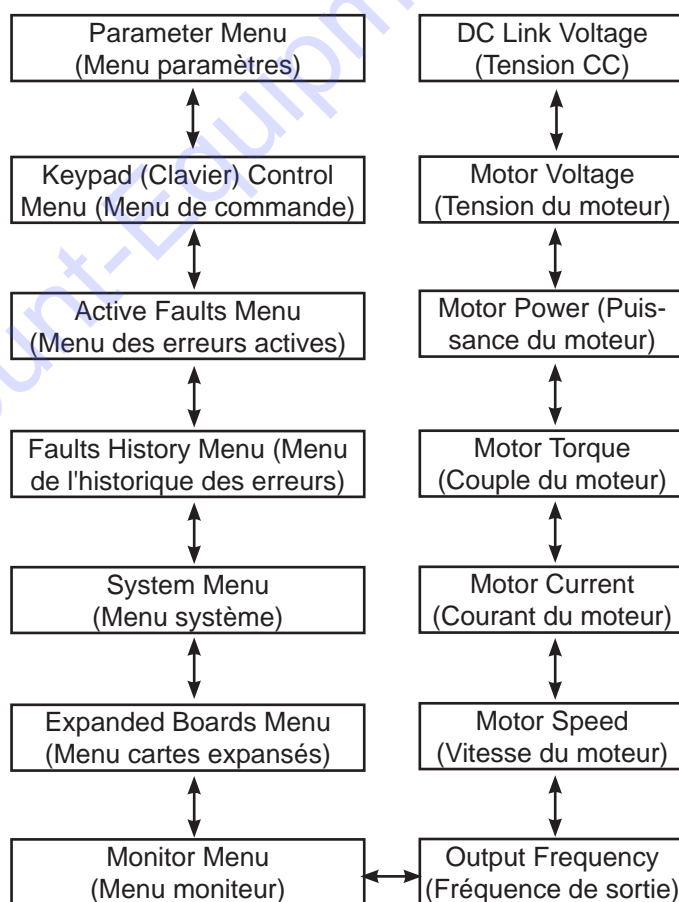 Parameter Menu
(Menu paramètres)
Keypad (Clavier) Control
Menu (Menu de commande)
Active Faults Menu
(Menu des erreurs actives)
Faults History Menu (Menu
de l'historique des erreurs)
System Menu
(Menu système)
Expanded Boards Menu
(Menu cartes expansés)
Monitor Menu
(Menu moniteur)
DC Link Voltage
(Tension CC)
Motor Voltage
(Tension du moteur)
Motor Power (Puis-
sance du moteur)
Motor Torque
(Couple du moteur)
Motor Current
(Courant du moteur)
Motor Speed
(Vitesse du moteur)
Output Frequency
(Fréquence de sortie)